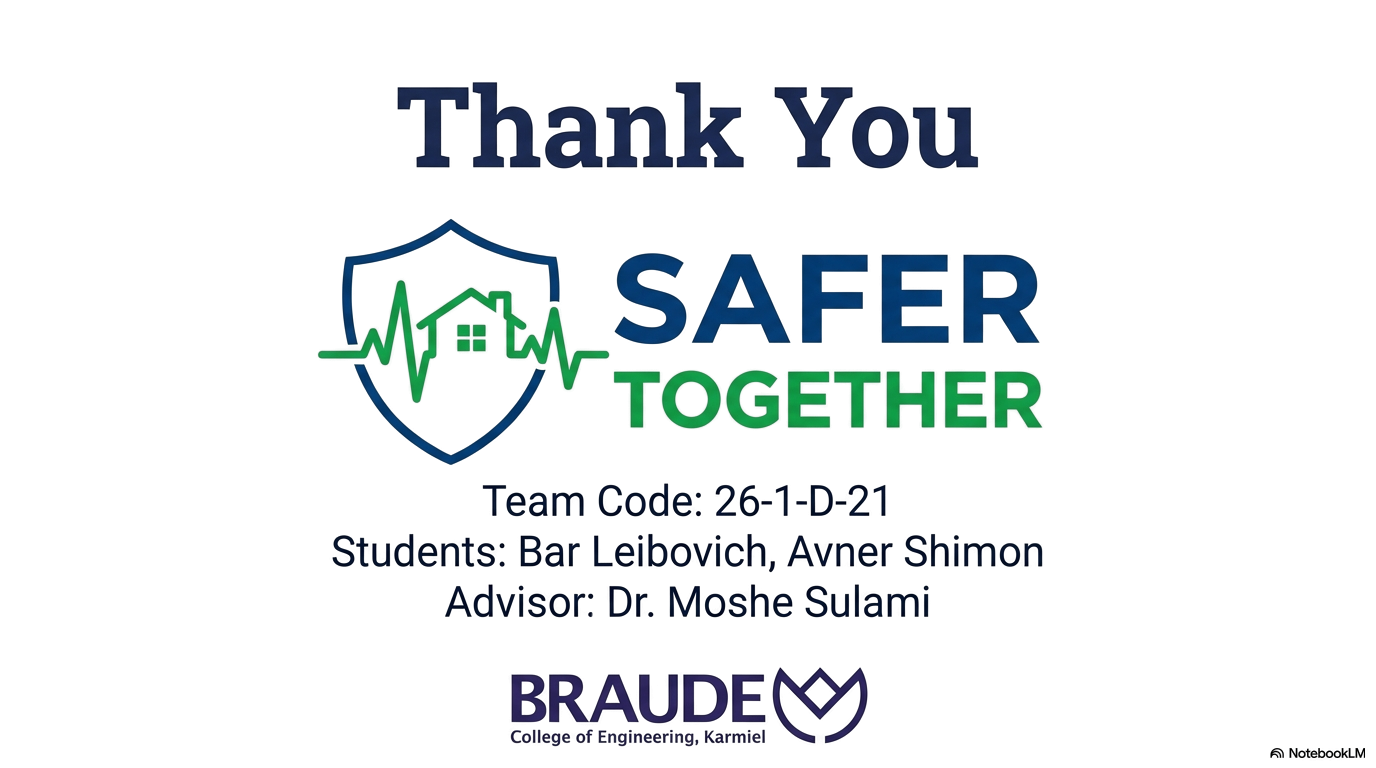 Thank You
SAFER
TOGETHER
Team Code: 26-1-D-21
Students: Bar Leibovich, Avner Shimon
Advisor: Dr. Moshe Sulami
BRAUDE
College of Engineering, Karmiel
NotebookLM